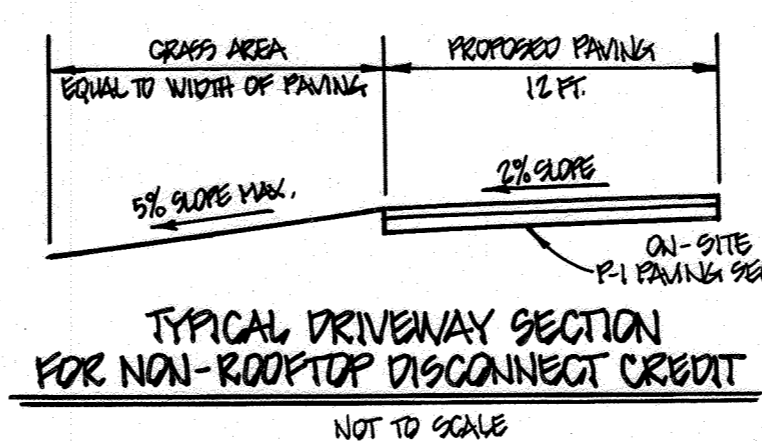 GRASS AREA
EQUAL TO WIDTH OF PAVING
PROPOSED PAVING
12 FT.
5% SLOPE MAX.
2% SLOPE
ON-SITE
P-1 PAVING
TYPICAL DRIVEWAY SECTION
FOR NON-ROOFTOP DISCONNECT CREDIT
NOT TO SCALE